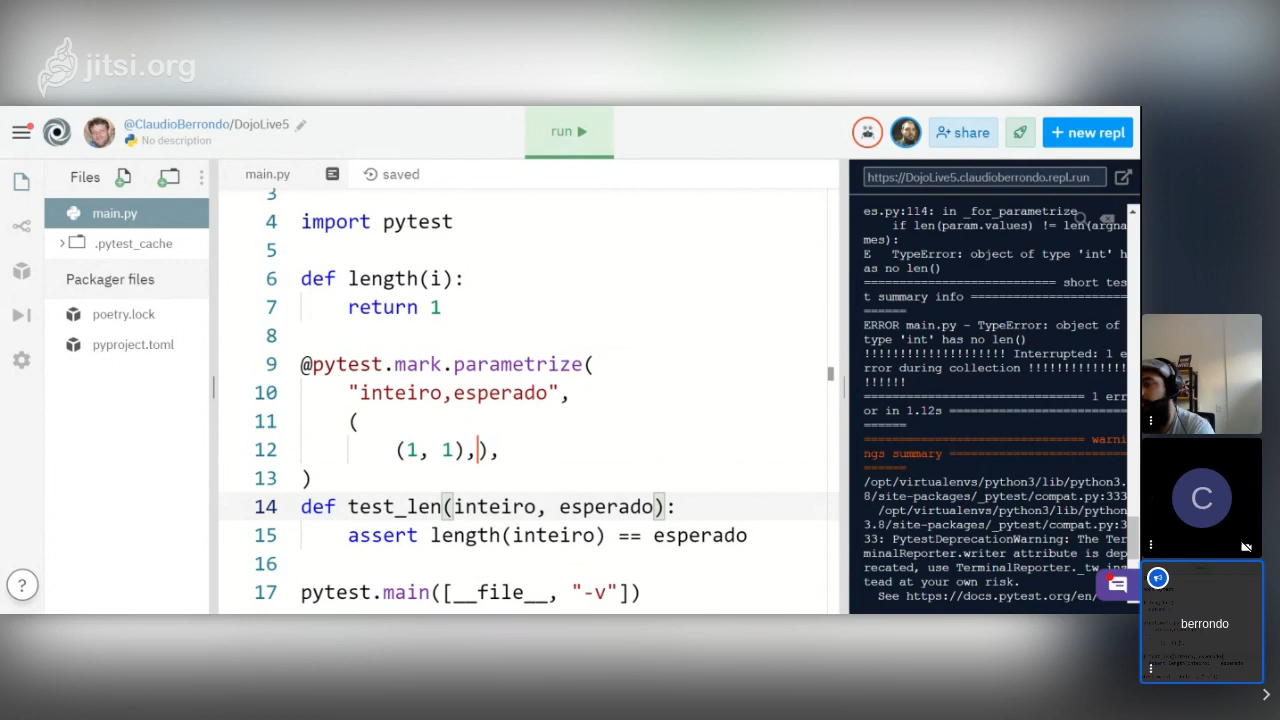 jitsi.org
@ClaudioBerrondo/DojoLive5
No description
run
share
+ new repl
Files
main.py
saved
https://DojoLive5.claudioberrondo.repl.run
main.py
.pytest_cache
Packager files
poetry.lock
pyproject.toml
3
4 import pytest
5
6 def length(i):
7 return 1
8
9 @pytest.mark.parametrize(
10 "inteiro,esperado",
11 (
12 (1, 1),),
13 )
14 def test_len(inteiro, esperado):
15 assert length(inteiro) == esperado
16
17 pytest.main([__file__, "-v"])
es.py:114: in _for_parametrize
if len(param.values) != len(argna
mes):
E TypeError: object of type 'int' h
as no len()
=========================== short tes
t summary info ====================
======
ERROR main.py - TypeError: object of
type 'int' has no len()
!!!!!!!!!!!!!!!!!!!! Interrupted: 1 e
rror during collection !!!!!!!!!!!!!!
!!!!!!
=============================== 1 err
or in 1.12s =========================
======
=============================== warni
ngs summary =========================
======
/opt/virtualenvs/python3/lib/python3.
8/site-packages/_pytest/compat.py:333
/opt/virtualenvs/python3/lib/python
3.8/site-packages/_pytest/compat.py:3
33: PytestDeprecationWarning: The Ter
minalReporter.writer attribute is dep
recated, use TerminalReporter._tw ins
tead at your own risk.
See https://docs.pytest.org/en/
?
C
berrondo